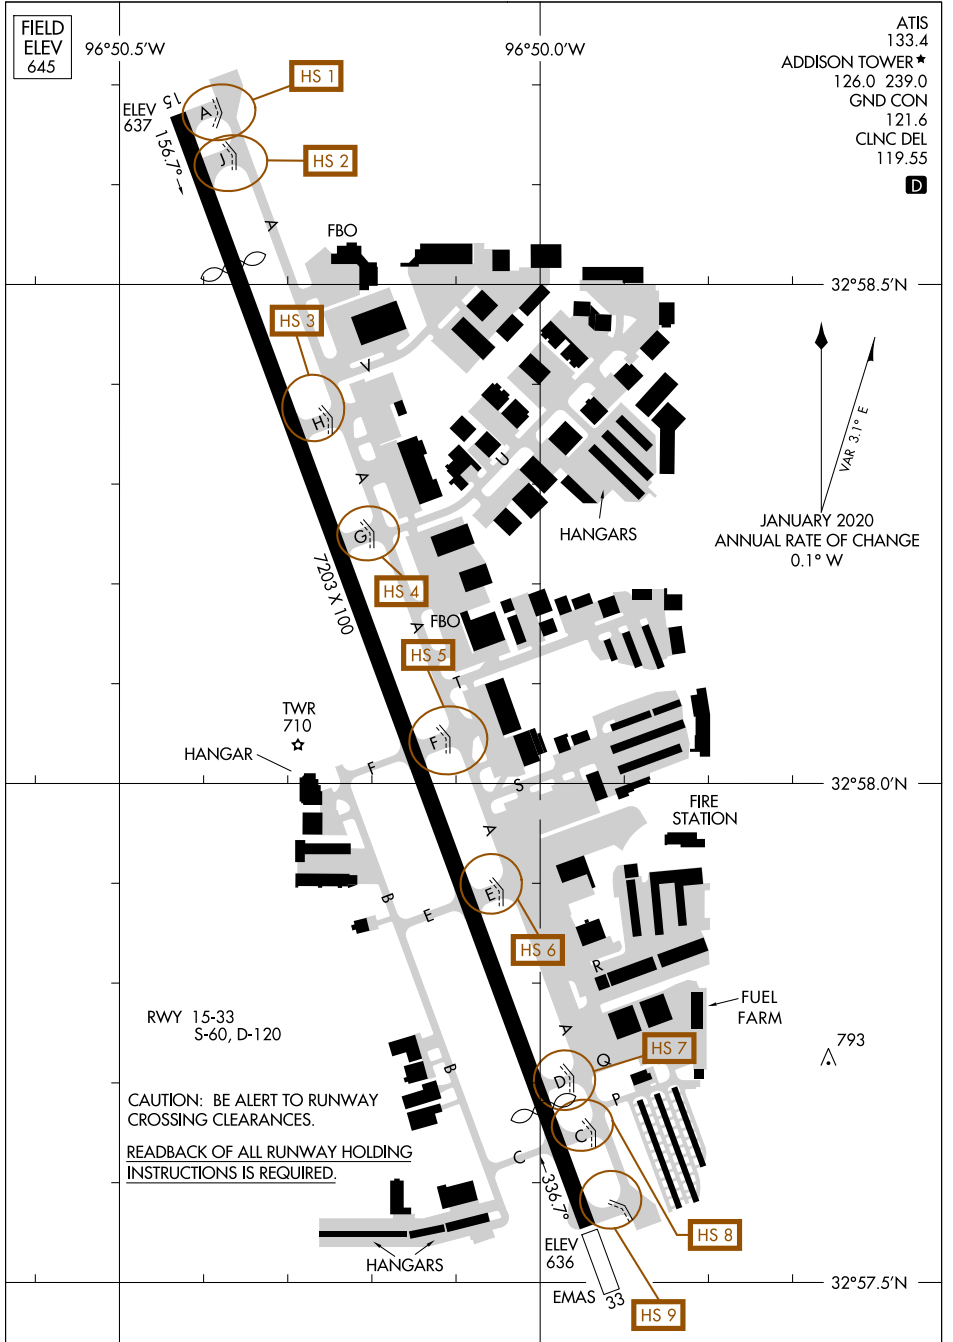 FIELD
ELEV
645
96°50.5'W
96°50.0'W
ATIS
133.4
ADDISON TOWER★
126.0 239.0
GND CON
121.6
CLNC DEL
119.55
D
HS 1
15
ELEV
637
A
156.7°
J
HS 2
A
FBO
32°58.5'N
HS 3
V
H
VAR 3.1° E
A
U
G
HANGARS
JANUARY 2020
ANNUAL RATE OF CHANGE
0.1° W
7203 X 100
HS 4
A
FBO
HS 5
T
TWR
710
HANGAR
F
F
S
32°58.0'N
FIRE
STATION
A
B
E
E
HS 6
R
FUEL
FARM
RWY 15-33
S-60, D-120
A
Q
HS 7
793
B
D
P
CAUTION: BE ALERT TO RUNWAY
CROSSING CLEARANCES.
C
C
READBACK OF ALL RUNWAY HOLDING
INSTRUCTIONS IS REQUIRED.
336.7°
HS 8
ELEV
636
HANGARS
EMAS
33
32°57.5'N
HS 9